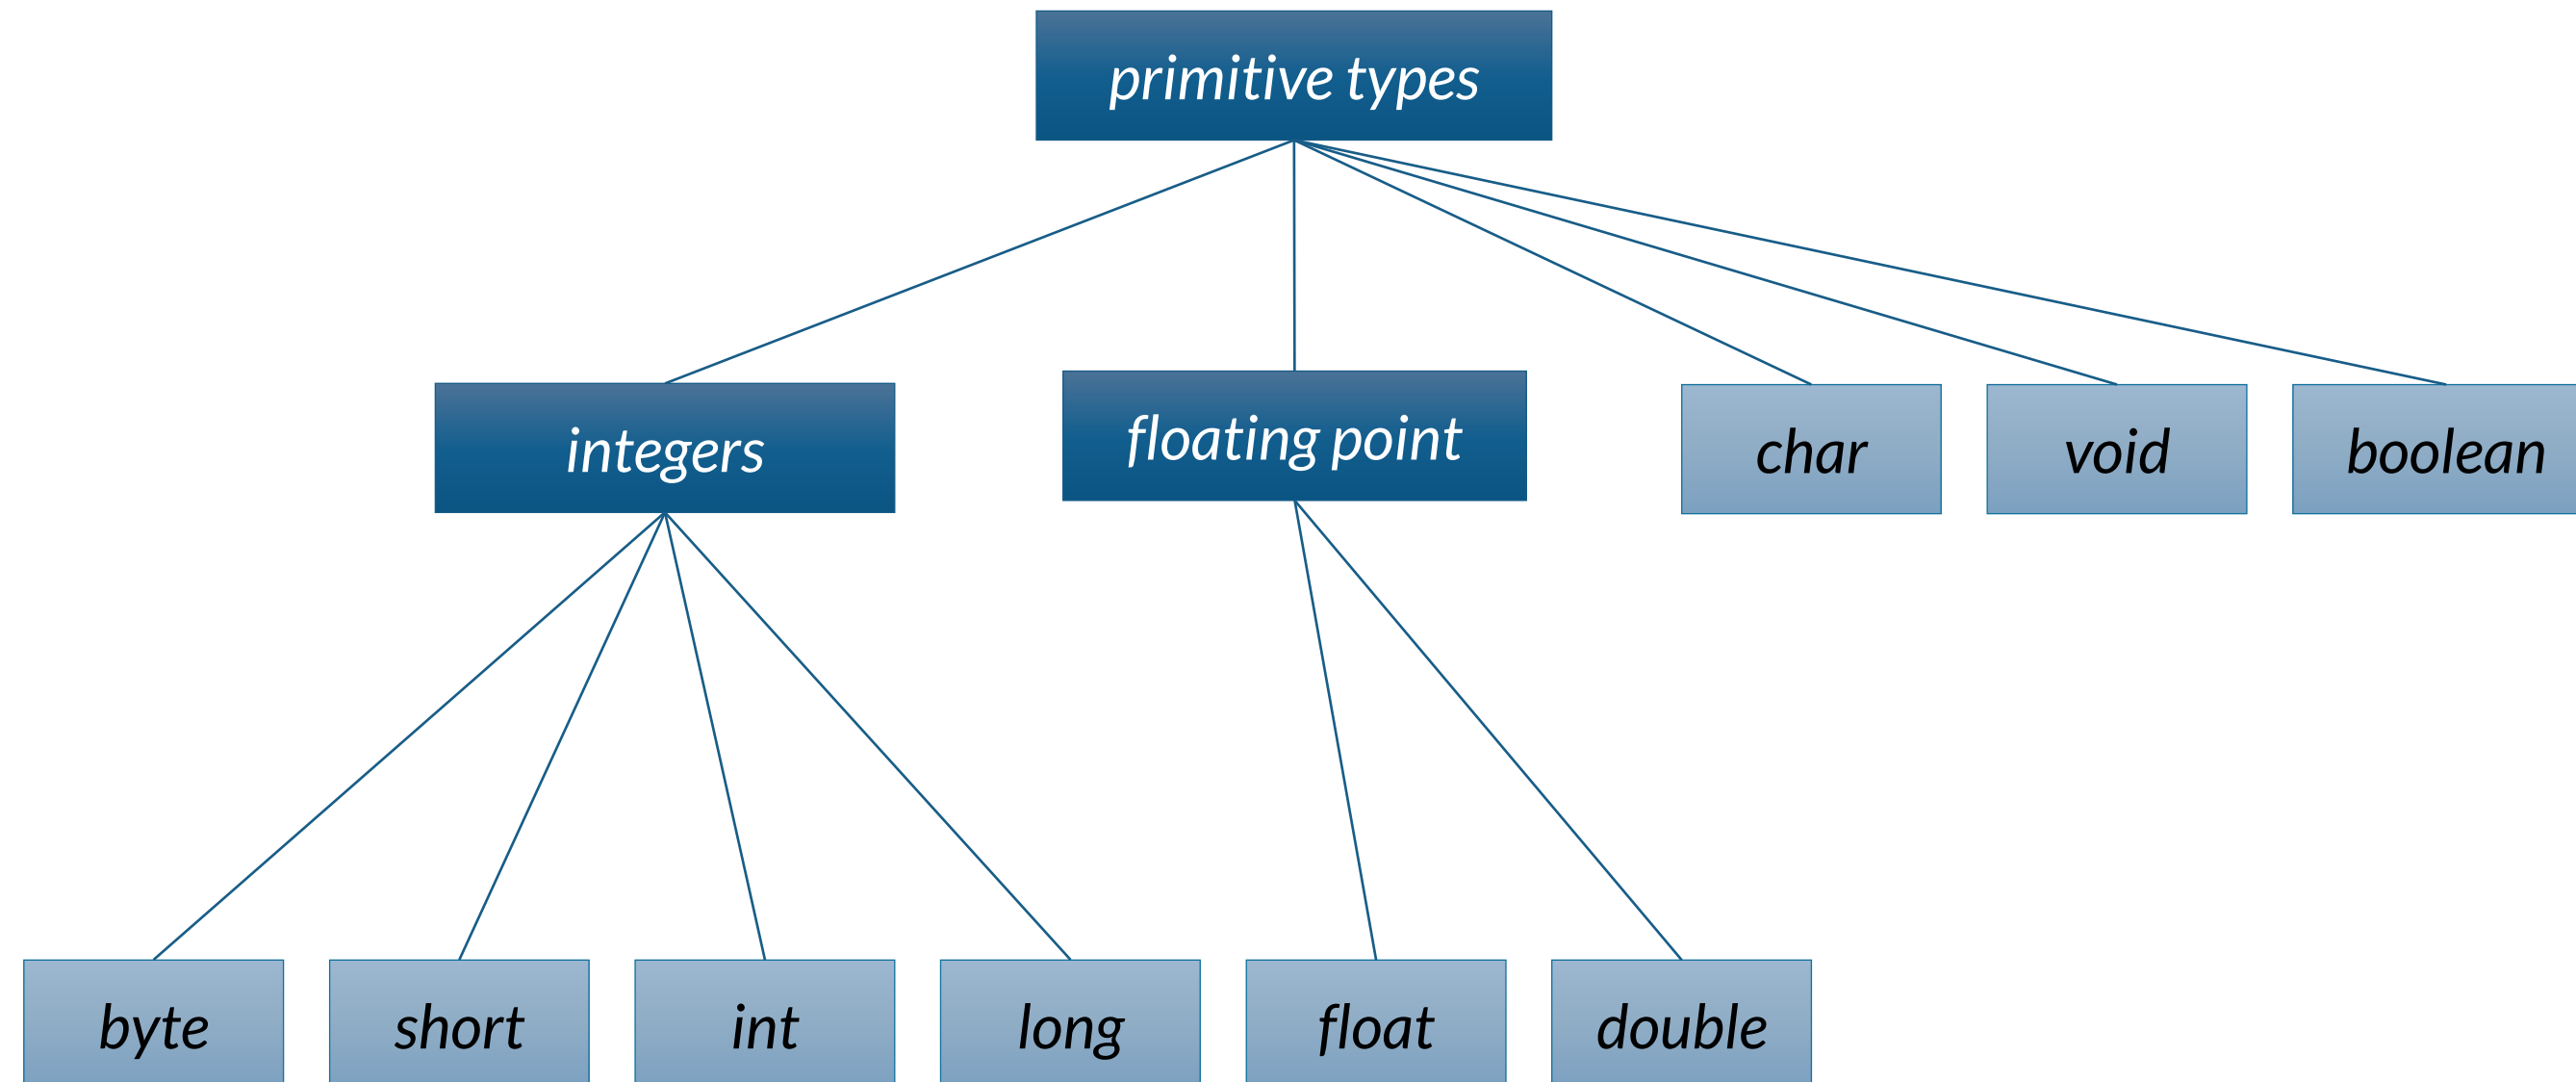 primitive types
integers
floating point
char
void
boolean
byte
short
int
long
float
double